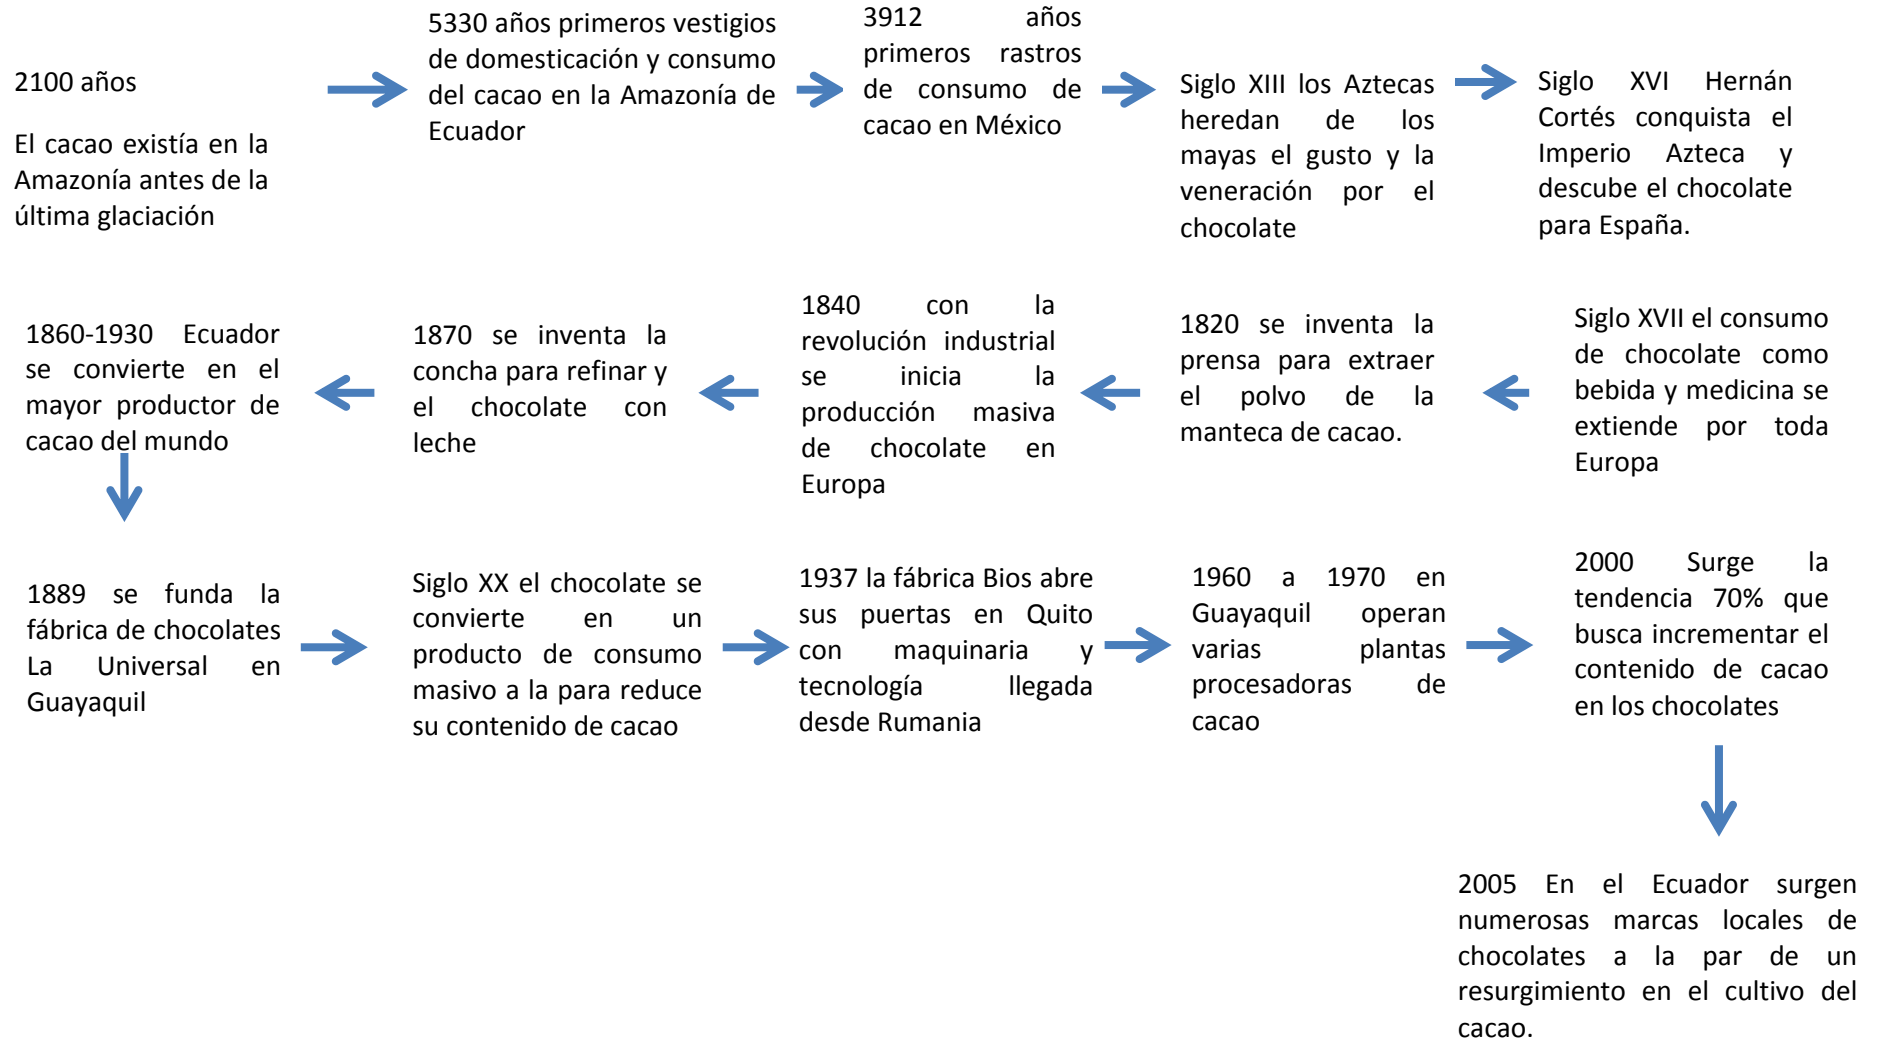 2100 años
El cacao existía en la
Amazonía antes de la
última glaciación
5330 años primeros vestigios
de domesticación y consumo
del cacao en la Amazonía de
Ecuador
3912 años
primeros rastros
de consumo de
cacao en México
Siglo XIII los Aztecas
heredan de los
mayas el gusto y la
veneración por el
chocolate
Siglo XVI Hernán
Cortés conquista el
Imperio Azteca y
descube el chocolate
para España.
Siglo XVII el consumo
de chocolate como
bebida y medicina se
extiende por toda
Europa
1820 se inventa la
prensa para extraer
el polvo de la
manteca de cacao.
1840 con la
revolución industrial
se inicia la
producción masiva
de chocolate en
Europa
1870 se inventa la
concha para refinar y
el chocolate con
leche
1860-1930 Ecuador
se convierte en el
mayor productor de
cacao del mundo
1889 se funda la
fábrica de chocolates
La Universal en
Guayaquil
Siglo XX el chocolate se
convierte en un
producto de consumo
masivo a la para reduce
su contenido de cacao
1937 la fábrica Bios abre
sus puertas en Quito
con maquinaria y
tecnología llegada
desde Rumania
1960 a 1970 en
Guayaquil operan
varias plantas
procesadoras de
cacao
2000 Surge la
tendencia 70% que
busca incrementar el
contenido de cacao
en los chocolates
2005 En el Ecuador surgen
numerosas marcas locales de
chocolates a la par de un
resurgimiento en el cultivo del
cacao.